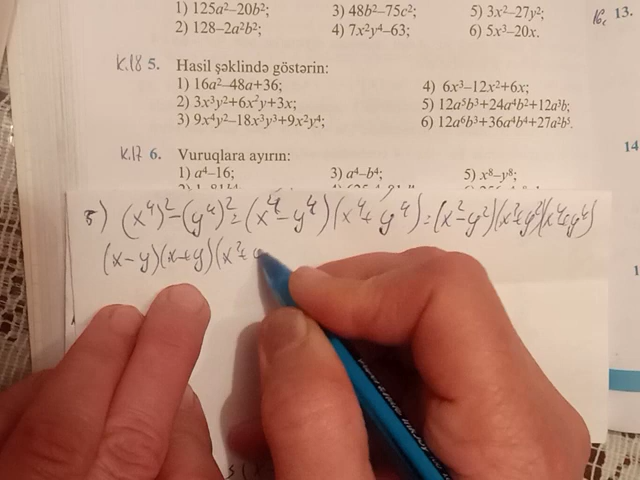 1) 125a²–20b²; 3) 48b²–75c²; 5) 3x²–27y²;
2) 128–2a²b²; 4) 7x²y⁴–63; 6) 5x³–20x.
13.
K.18 5. Hasil şəklində göstərin:
1) 16a²–48a+36; 4) 6x³–12x²+6x;
2) 3x³y²+6x²y+3x; 5) 12a⁵b³+24a⁴b²+12a³b;
3) 9x⁴y²–18x³y³+9x²y⁴; 6) 12a⁶b³+36a⁴b⁴+27a²b⁵.
K.17 6. Vuruqlara ayırın:
14
1) a⁴–16; 3) a⁴–b⁴; 5) x⁸–y⁸;
5) (x⁴)²-(y⁴)²=(x⁴-y⁴)(x⁴+y⁴)=(x²-y²)(x²+y²)(x⁴+y⁴)
(x-y)(x+y)(x²+